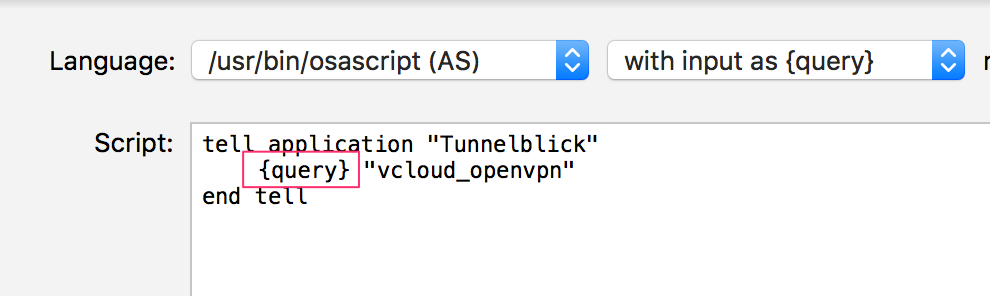 Language: /usr/bin/osascript (AS) with input as {query}
Script: tell application "Tunnelblick"
{query} "vcloud_openvpn"
end tell